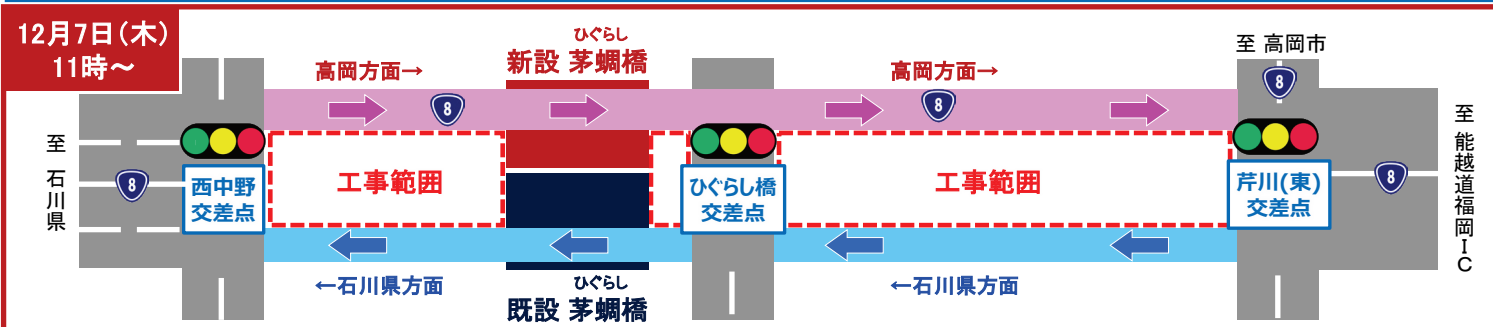 12月7日(木)
11時～
高岡方面→
ひぐらし
新設 茅蜩橋
高岡方面→
至 高岡市
8
8
8
至 石川県
8
西中野
交差点
工事範囲
ひぐらし橋
交差点
工事範囲
芹川(東)
交差点
8
至 能越道福岡IC
←石川県方面
ひぐらし
既設 茅蜩橋
←石川県方面